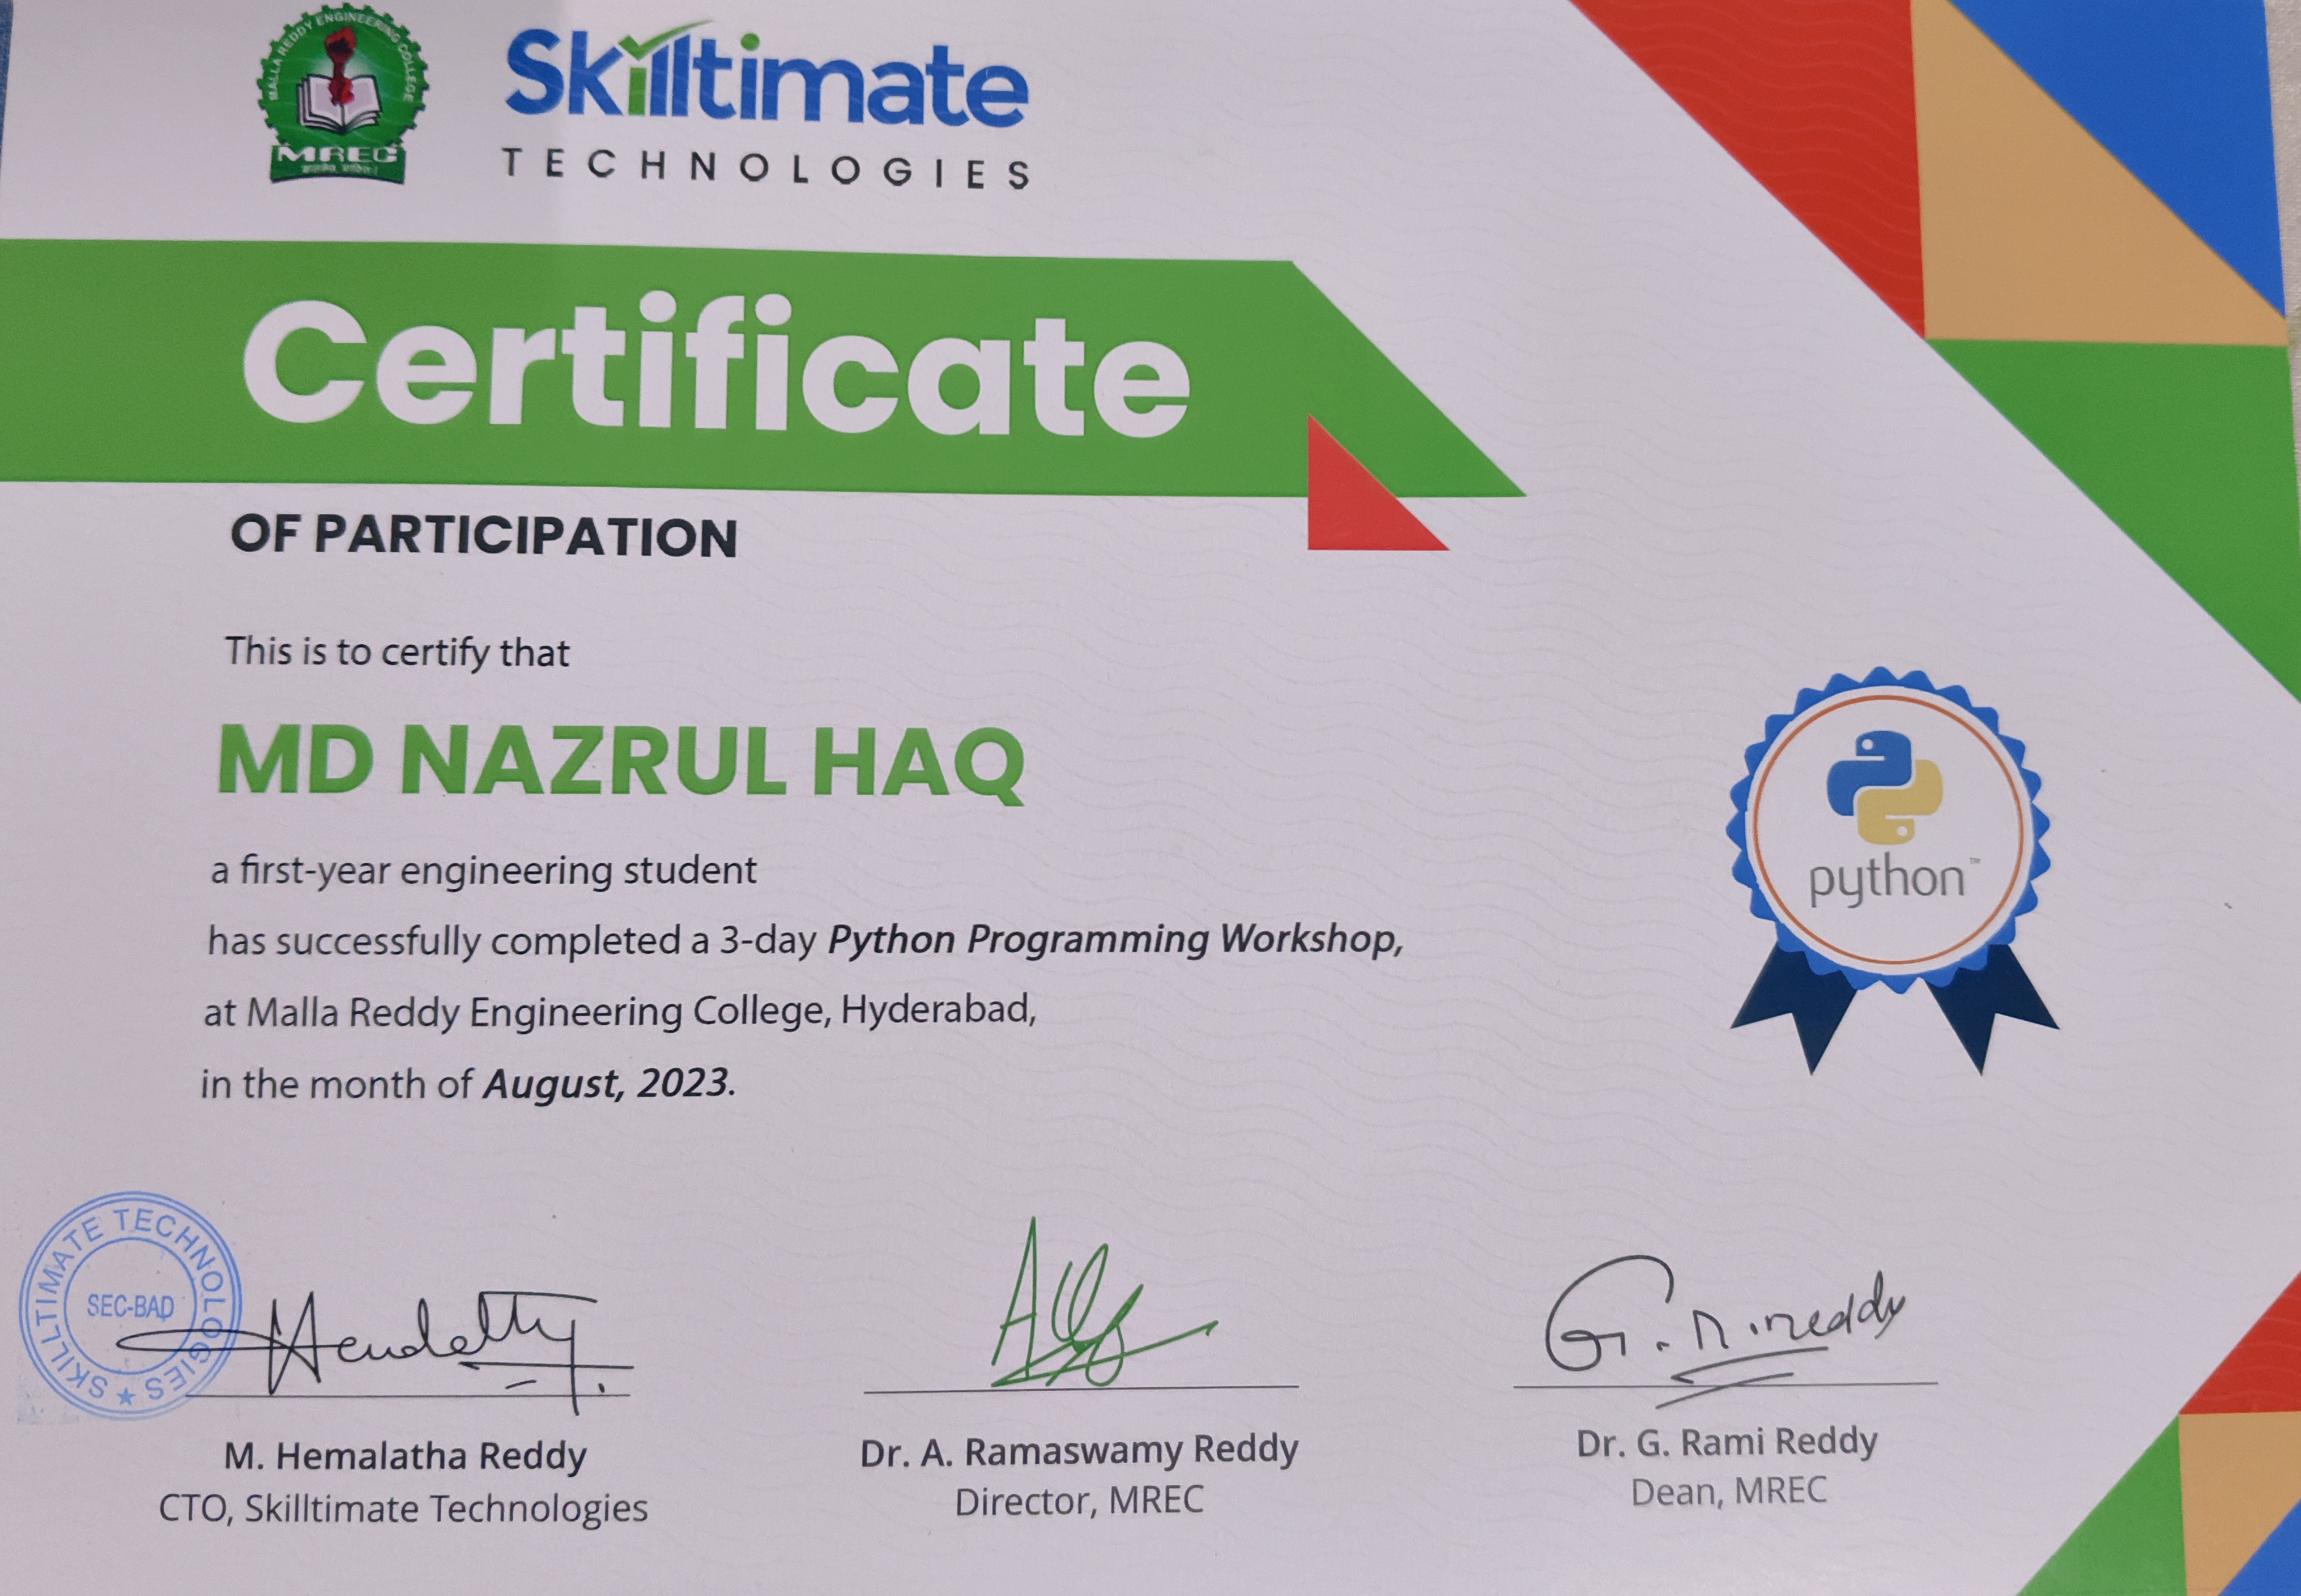 MALLA REDDY ENGINEERING COLLEGE
MREC
Skilltimate
TECHNOLOGIES
Certificate
OF PARTICIPATION
This is to certify that
MD NAZRUL HAQ
a first-year engineering student
has successfully completed a 3-day Python Programming Workshop,
at Malla Reddy Engineering College, Hyderabad,
in the month of August, 2023.
python™
SKILLTIMATE TECHNOLOGIES
SEC-BAD
G. n. reddy
M. Hemalatha Reddy
CTO, Skilltimate Technologies
Dr. A. Ramaswamy Reddy
Director, MREC
Dr. G. Rami Reddy
Dean, MREC